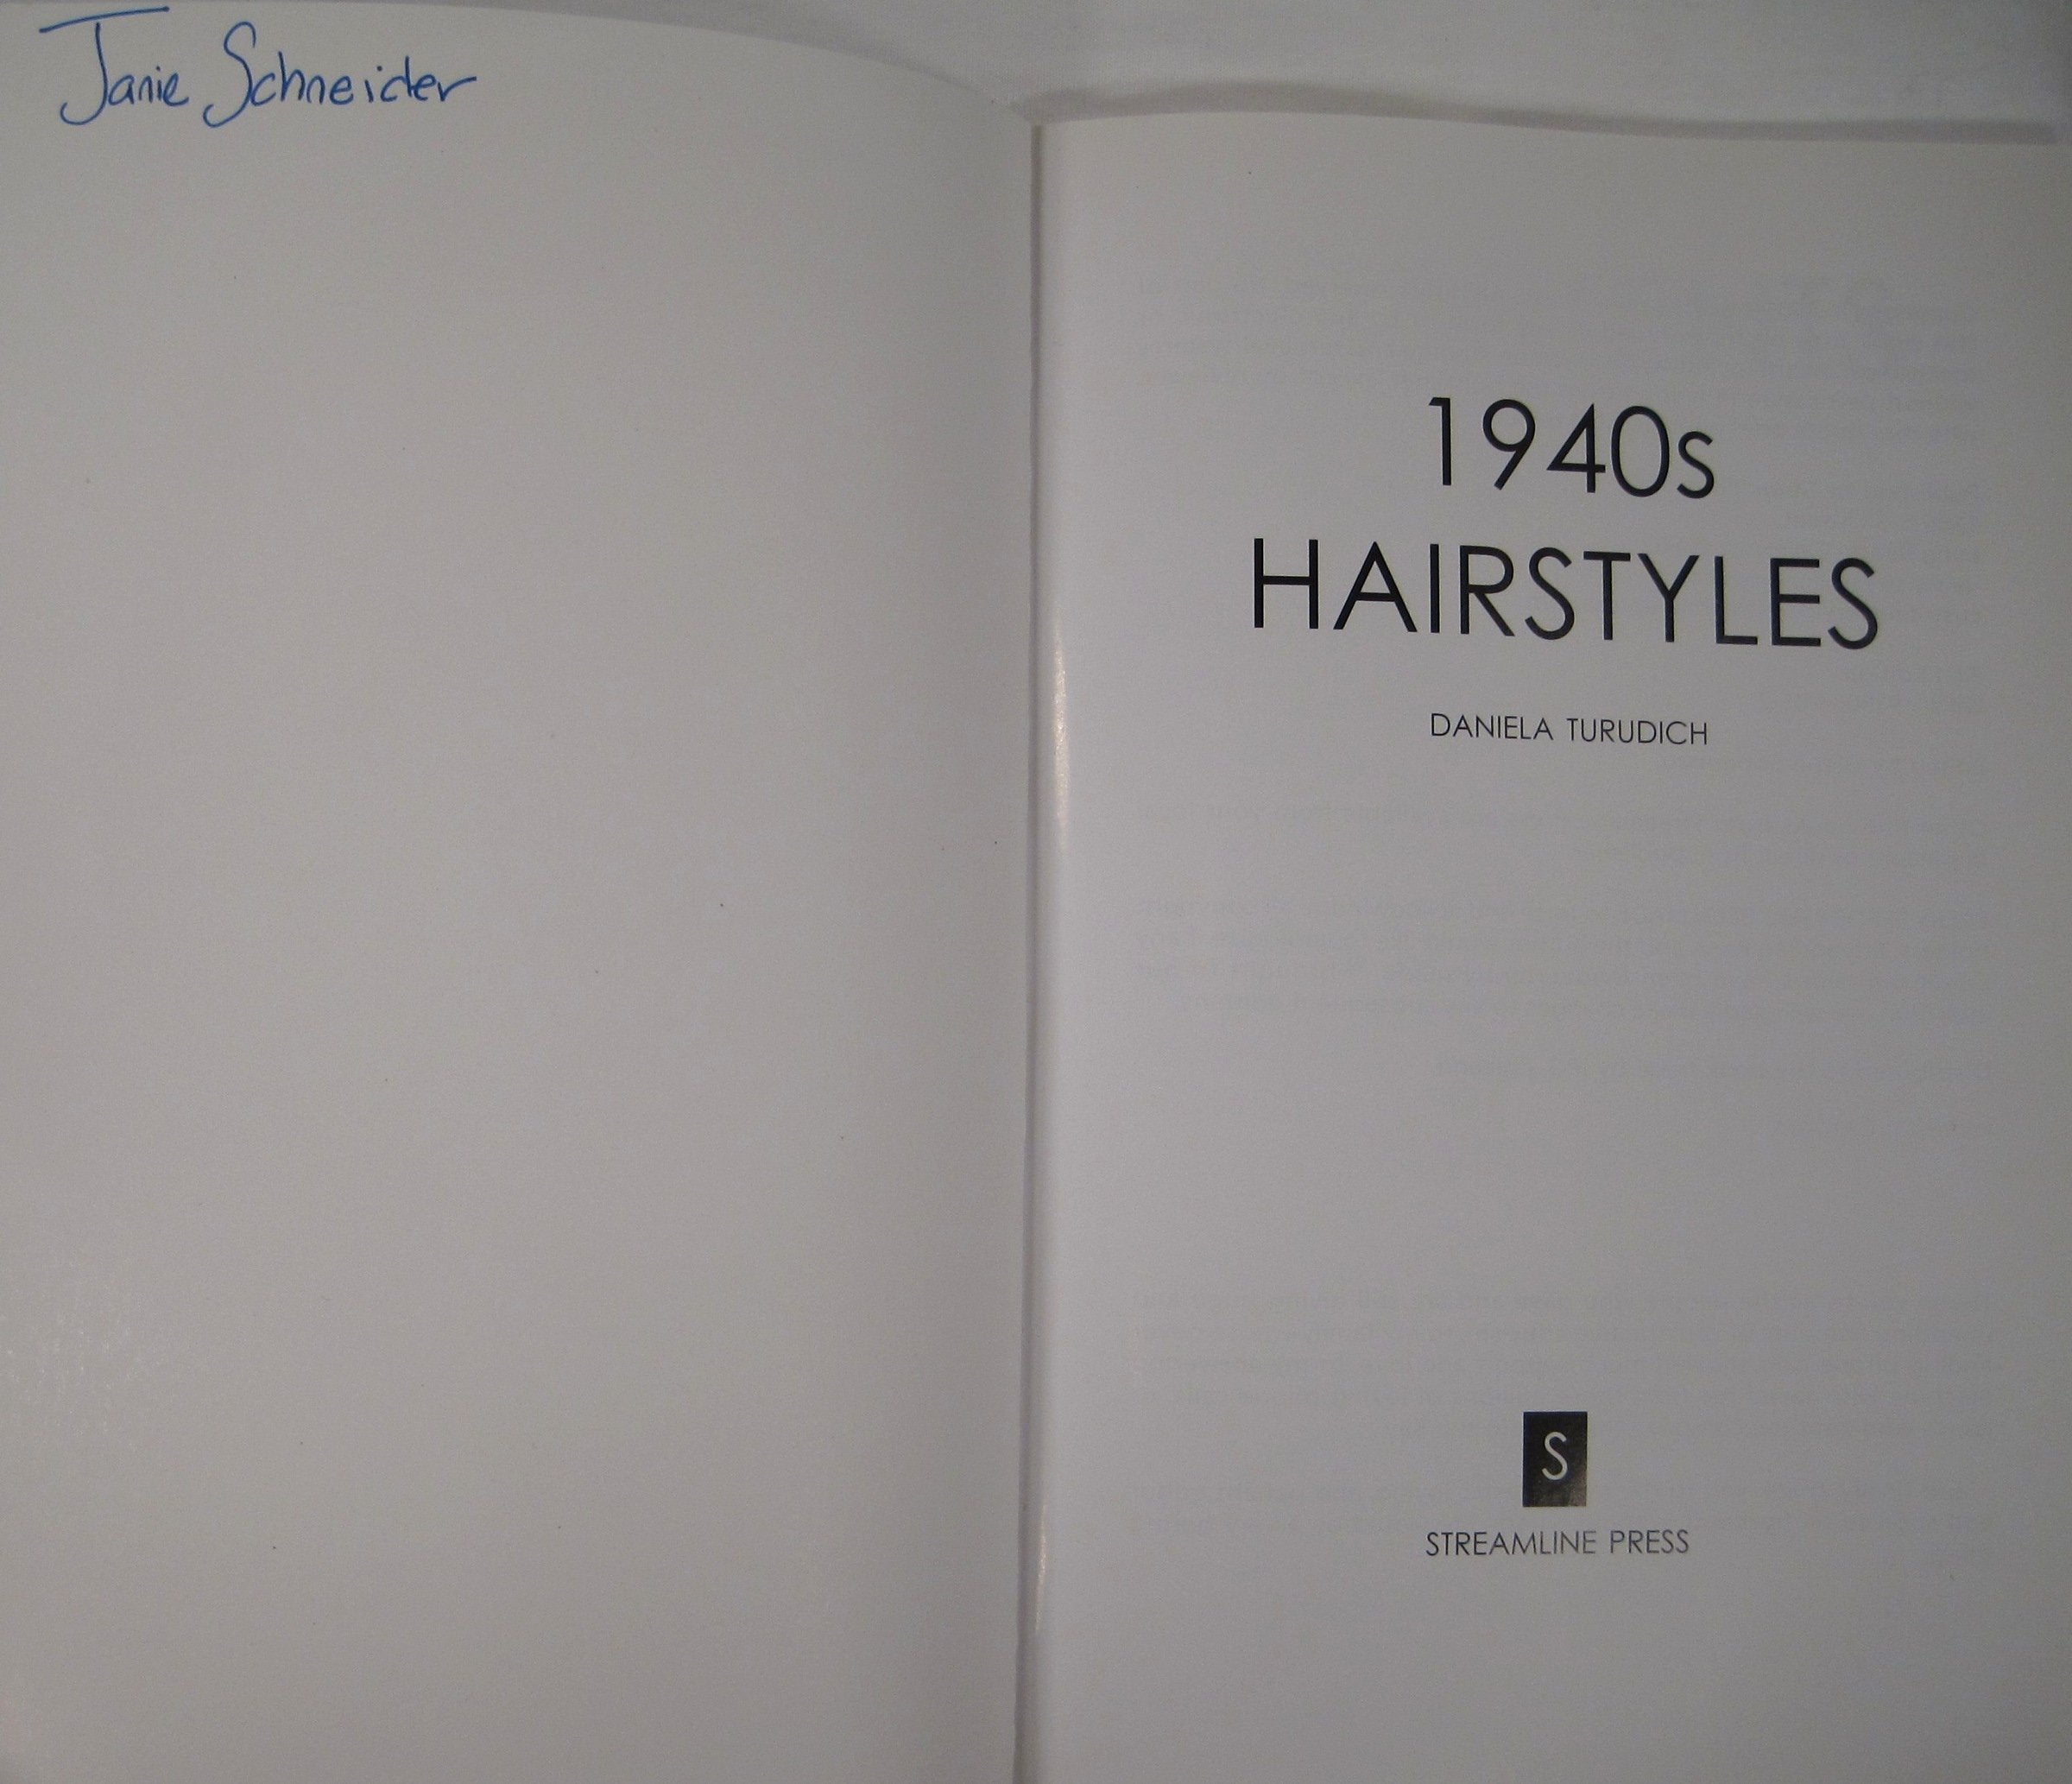 Janie Schneider
1940s
HAIRSTYLES
DANIELA TURUDICH
S
STREAMLINE PRESS